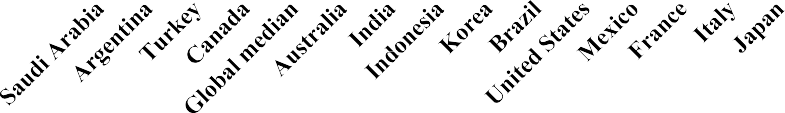 Saudi Arabia
Argentina
Turkey
Canada
Global median
Australia
India
Indonesia
Korea
Brazil
United States
Mexico
France
Italy
Japan